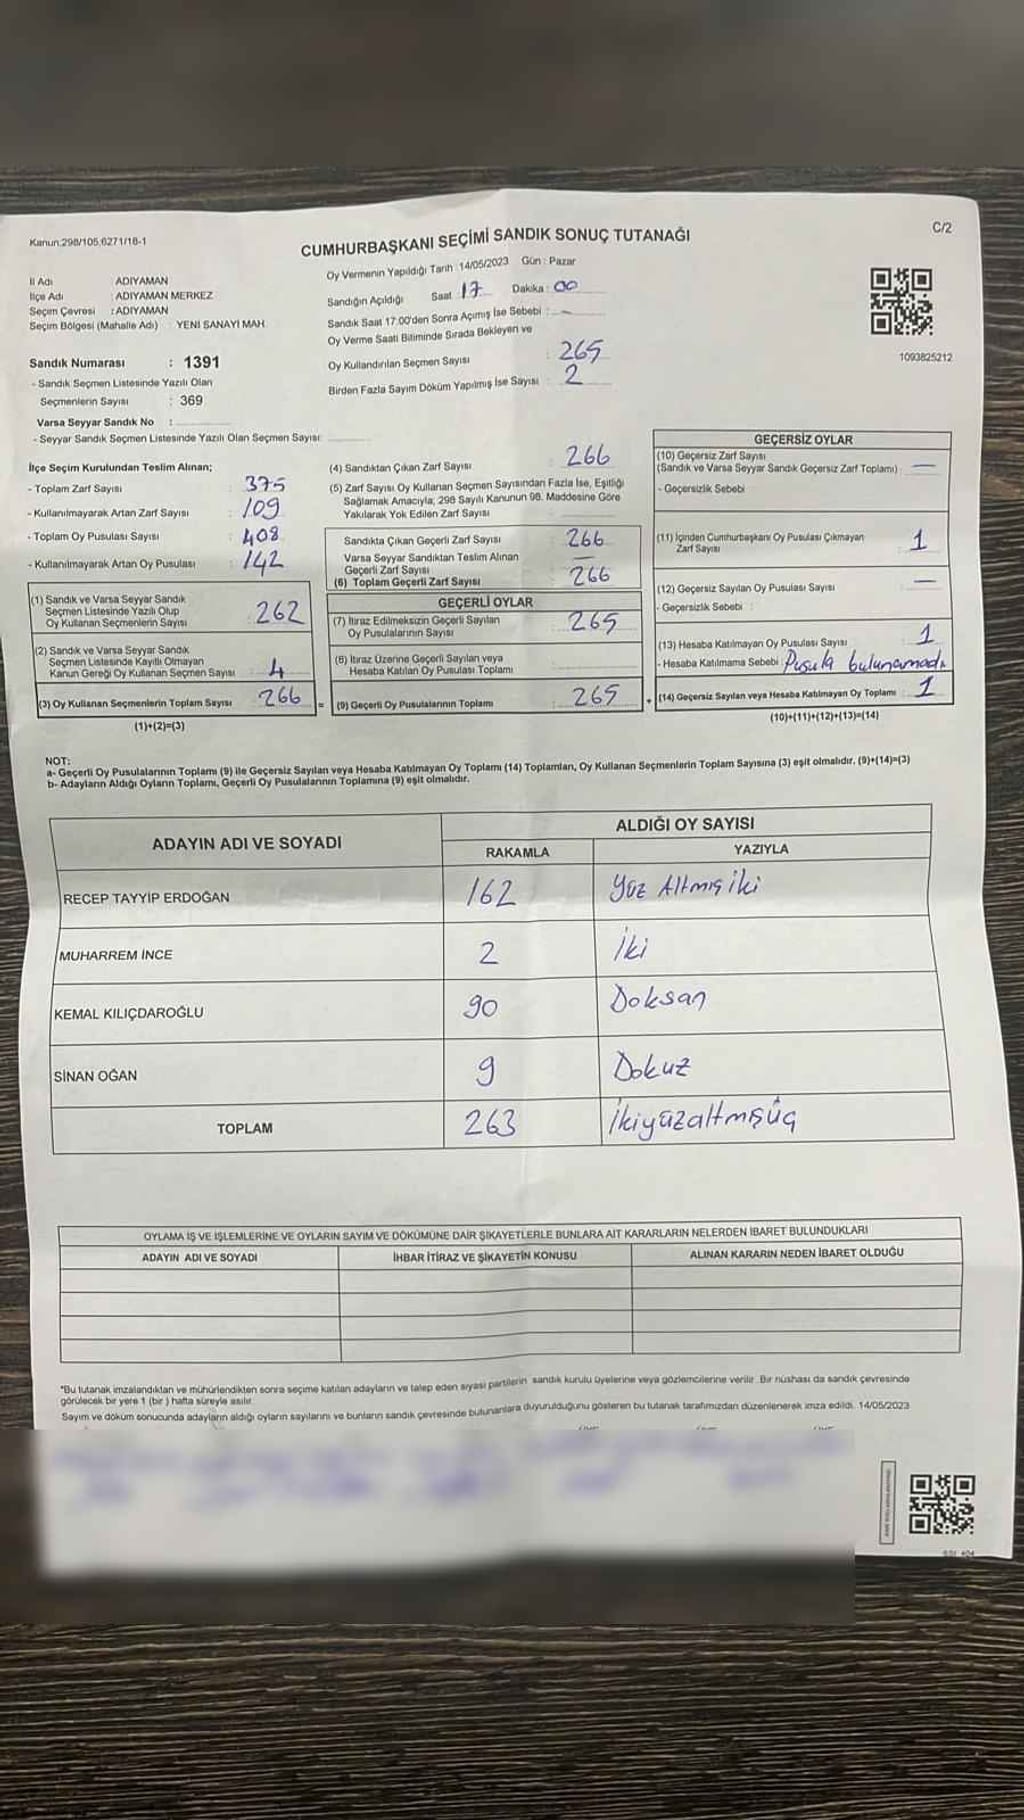 Kanun:298/105,6271/18-1
C/2
CUMHURBAŞKANI SEÇİMİ SANDIK SONUÇ TUTANAĞI
İl Adı ADIYAMAN
İlçe Adı : ADIYAMAN MERKEZ
Seçim Çevresi : ADIYAMAN
Seçim Bölgesi (Mahalle Adı) : YENİ SANAYİ MAH.
Oy Vermenin Yapıldığı Tarih : 14/05/2023 Gün : Pazar
Sandığın Açıldığı Saat 17 Dakika : 00
Sandık Saat 17:00'den Sonra Açmış İse Sebebi : -
Oy Verme Saati Bitiminde Sırada Bekleyen ve
Oy Kullandırılan Seçmen Sayısı : 265
Birden Fazla Sayım Döküm Yapılmış İse Sayısı : 2
1093825212
Sandık Numarası : 1391
- Sandık Seçmen Listesinde Yazılı Olan
Seçmenlerin Sayısı : 369
Varsa Seyyar Sandık No :
- Seyyar Sandık Seçmen Listesinde Yazılı Olan Seçmen Sayısı:
İlçe Seçim Kurulundan Teslim Alınan;
- Toplam Zarf Sayısı : 375
- Kullanılmayarak Artan Zarf Sayısı : 109
- Toplam Oy Pusulası Sayısı : 408
- Kullanılmayarak Artan Oy Pusulası : 142
(1) Sandık ve Varsa Seyyar Sandık
Seçmen Listesinde Yazılı Olup
Oy Kullanan Seçmenlerin Sayısı : 262
(2) Sandık ve Varsa Seyyar Sandık
Seçmen Listesinde Kayıtlı Olmayan
Kanun Gereği Oy Kullanan Seçmen Sayısı : 4
(3) Oy Kullanan Seçmenlerin Toplam Sayısı : 266
(1)+(2)=(3)
(4) Sandıktan Çıkan Zarf Sayısı : 266
(5) Zarf Sayısı Oy Kullanan Seçmen Sayısından Fazla İse, Eşitliği
Sağlamak Amacıyla; 298 Sayılı Kanunun 98. Maddesine Göre
Yakılarak Yok Edilen Zarf Sayısı :
Sandıkta Çıkan Geçerli Zarf Sayısı : 266
Varsa Seyyar Sandıktan Teslim Alınan
Geçerli Zarf Sayısı : —
(6) Toplam Geçerli Zarf Sayısı : 266
GEÇERLİ OYLAR
(7) İtiraz Edilmeksizin Geçerli Sayılan
Oy Pusulalarının Sayısı : 265
(8) İtiraz Üzerine Geçerli Sayılan veya
Hesaba Katılan Oy Pusulası Toplamı
=
(9) Geçerli Oy Pusulalarının Toplamı : 265
+
GEÇERSİZ OYLAR
(10) Geçersiz Zarf Sayısı
(Sandık ve Varsa Seyyar Sandık Geçersiz Zarf Toplamı) : —
- Geçersizlik Sebebi
(11) İçinden Cumhurbaşkanı Oy Pusulası Çıkmayan
Zarf Sayısı : 1
(12) Geçersiz Sayılan Oy Pusulası Sayısı : —
- Geçersizlik Sebebi :
(13) Hesaba Katılmayan Oy Pusulası Sayısı : 1
- Hesaba Katılmama Sebebi : Pusula bulunamadı
(14) Geçersiz Sayılan veya Hesaba Katılmayan Oy Toplamı : 1
(10)+(11)+(12)+(13)=(14)
NOT:
a- Geçerli Oy Pusulalarının Toplamı (9) ile Geçersiz Sayılan veya Hesaba Katılmayan Oy Toplamı (14) Toplamları, Oy Kullanan Seçmenlerin Toplam Sayısına (3) eşit olmalıdır. (9)+(14)=(3)
b- Adayların Aldığı Oyların Toplamı, Geçerli Oy Pusulalarının Toplamına (9) eşit olmalıdır.
ADAYIN ADI VE SOYADI
ALDIĞI OY SAYISI
RAKAMLA YAZIYLA
RECEP TAYYİP ERDOĞAN 162 Yüz Altmış iki
MUHARREM İNCE 2 İki
KEMAL KILIÇDAROĞLU 90 Doksan
SİNAN OĞAN 9 Dokuz
TOPLAM 263 İkiyüzaltmışüç
OYLAMA İŞ VE İŞLEMLERİNE VE OYLARIN SAYIM VE DÖKÜMÜNE DAİR ŞİKAYETLERLE BUNLARA AİT KARARLARIN NELERDEN İBARET BULUNDUKLARI
ADAYIN ADI VE SOYADI İHBAR İTİRAZ VE ŞİKAYETİN KONUSU ALINAN KARARIN NEDEN İBARET OLDUĞU
*Bu tutanak imzalandıktan ve mühürlendikten sonra seçime katılan adayların ve talep eden siyasi partilerin sandık kurulu üyelerine veya gözlemcilerine verilir. Bir nüshası da sandık çevresinde
görülecek bir yere 1 (bir) hafta süreyle asılır.
Sayım ve döküm sonucunda adayların aldığı oyların sayılarını ve bunların sandık çevresinde bulunanlara duyurulduğunu gösteren bu tutanak tarafımızdan düzenlenerek imza edildi. 14/05/2023